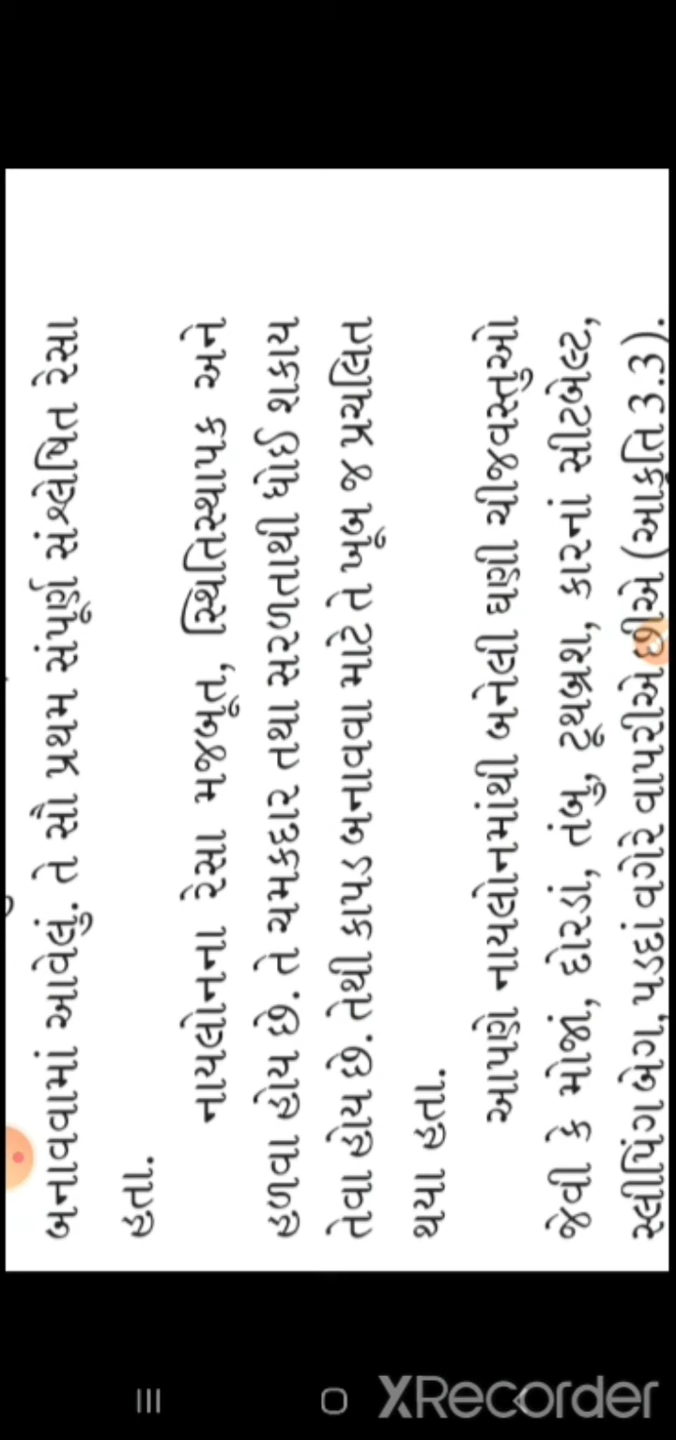 બનાવવામાં આવેલું. તે સૌ પ્રથમ સંપૂર્ણ સંશ્લેષિત રેસા
હતા.
નાયલોનના રેસા મજબૂત, સ્થિતિસ્થાપક અને
હળવા હોય છે. તે ચમકદાર તથા સરળતાથી ધોઈ શકાય
તેવા હોય છે. તેથી કાપડ બનાવવા માટે તે ખૂબ જ પ્રચલિત
થયા હતા.
આપણે નાયલોનમાંથી બનેલી ઘણી ચીજવસ્તુઓ
જેવી કે મોજાં, દોરડાં, તંબુ, ટૂથબ્રશ, કારનાં સીટબેલ્ટ,
સ્લીપિંગ બેગ, પડદાં વગેરે વાપરીએ છીએ (આકૃતિ 3.3).
XRecorder